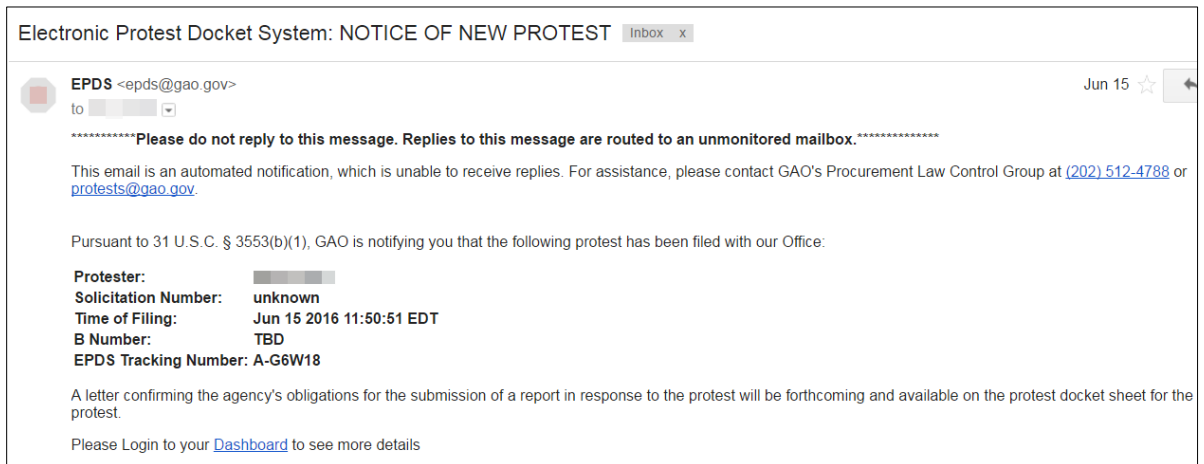 Electronic Protest Docket System: NOTICE OF NEW PROTEST Inbox x
EPDS <epds@gao.gov> Jun 15
to
***********Please do not reply to this message. Replies to this message are routed to an unmonitored mailbox.**************
This email is an automated notification, which is unable to receive replies. For assistance, please contact GAO's Procurement Law Control Group at (202) 512-4788 or
protests@gao.gov.
Pursuant to 31 U.S.C. § 3553(b)(1), GAO is notifying you that the following protest has been filed with our Office:
Protester:
Solicitation Number: unknown
Time of Filing: Jun 15 2016 11:50:51 EDT
B Number: TBD
EPDS Tracking Number: A-G6W18
A letter confirming the agency's obligations for the submission of a report in response to the protest will be forthcoming and available on the protest docket sheet for the
protest.
Please Login to your Dashboard to see more details